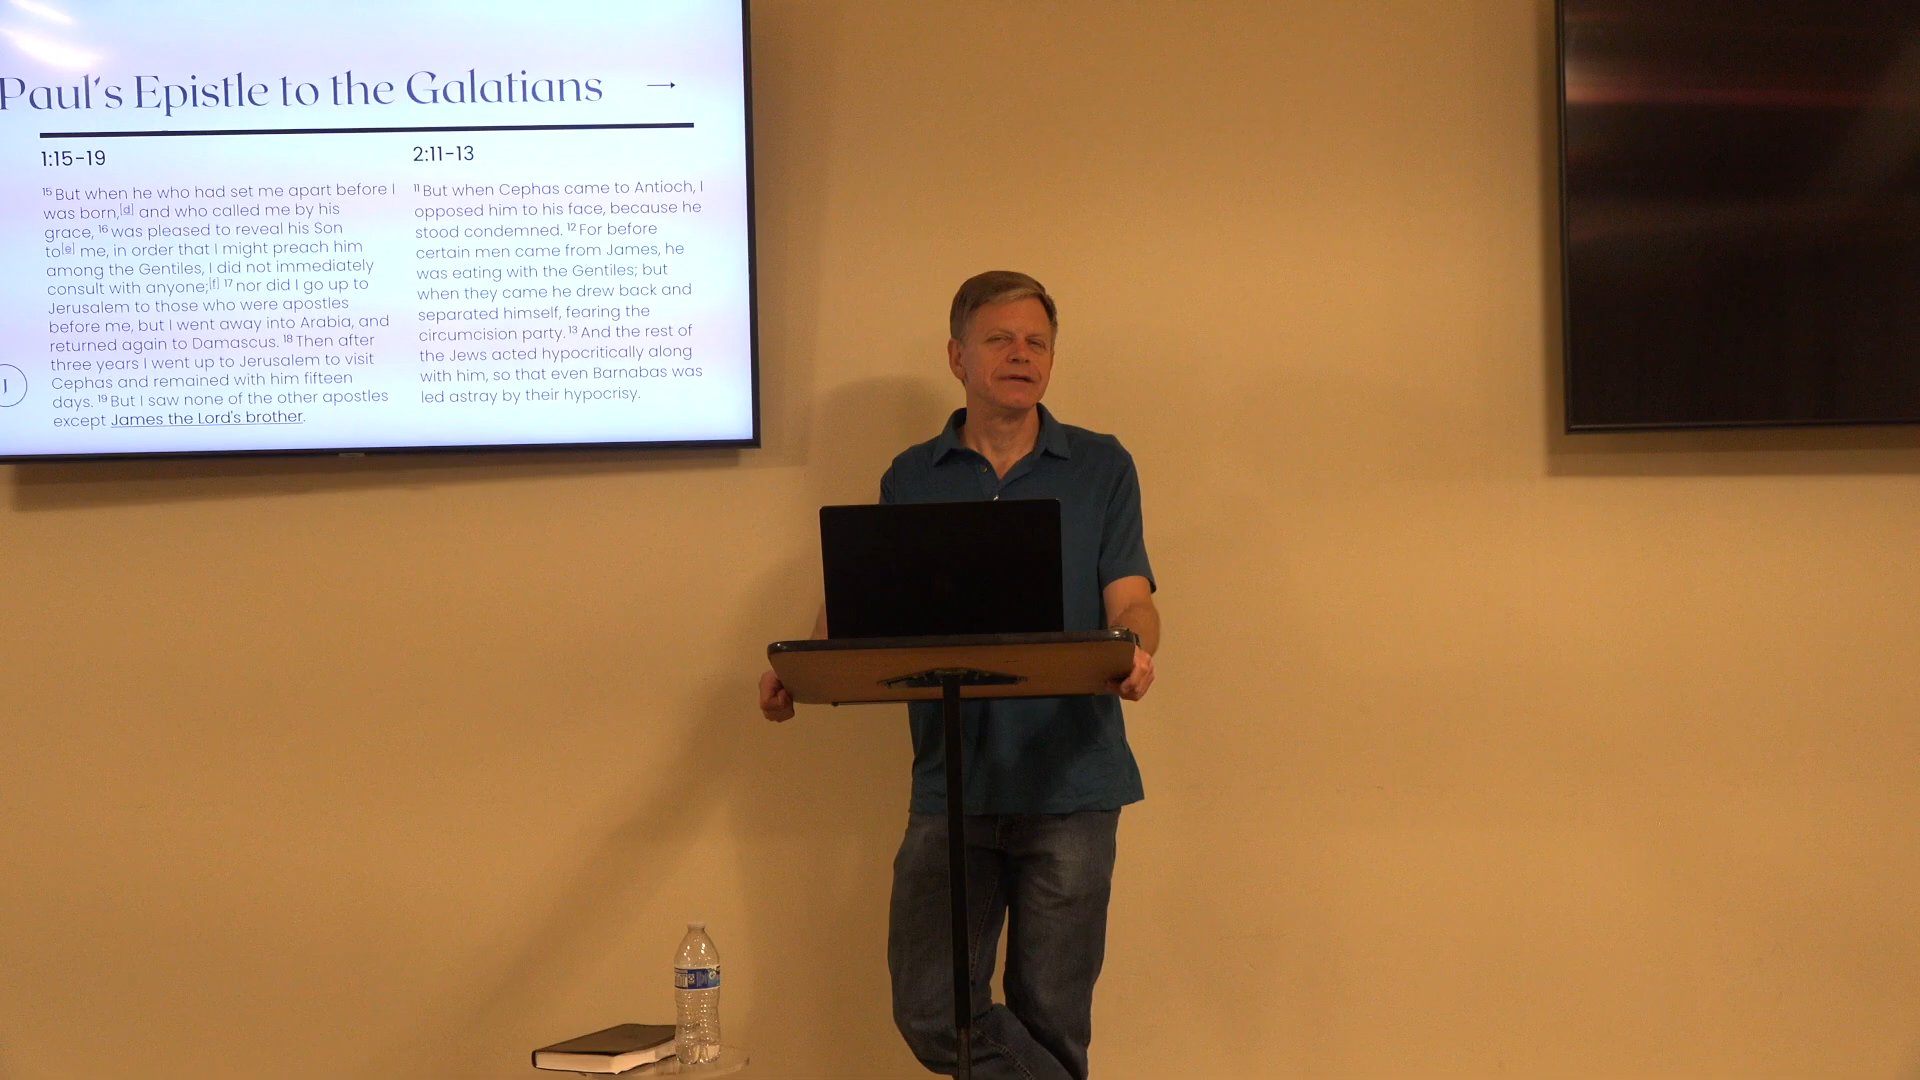 Paul's Epistle to the Galatians →
1:15-19
15 But when he who had set me apart before I
was born,[d] and who called me by his
grace, 16 was pleased to reveal his Son
to[e] me, in order that I might preach him
among the Gentiles, I did not immediately
consult with anyone;[f] 17 nor did I go up to
Jerusalem to those who were apostles
before me, but I went away into Arabia, and
returned again to Damascus. 18 Then after
three years I went up to Jerusalem to visit
Cephas and remained with him fifteen
days. 19 But I saw none of the other apostles
except James the Lord's brother.
2:11-13
11 But when Cephas came to Antioch, I
opposed him to his face, because he
stood condemned. 12 For before
certain men came from James, he
was eating with the Gentiles; but
when they came he drew back and
separated himself, fearing the
circumcision party. 13 And the rest of
the Jews acted hypocritically along
with him, so that even Barnabas was
led astray by their hypocrisy.
J